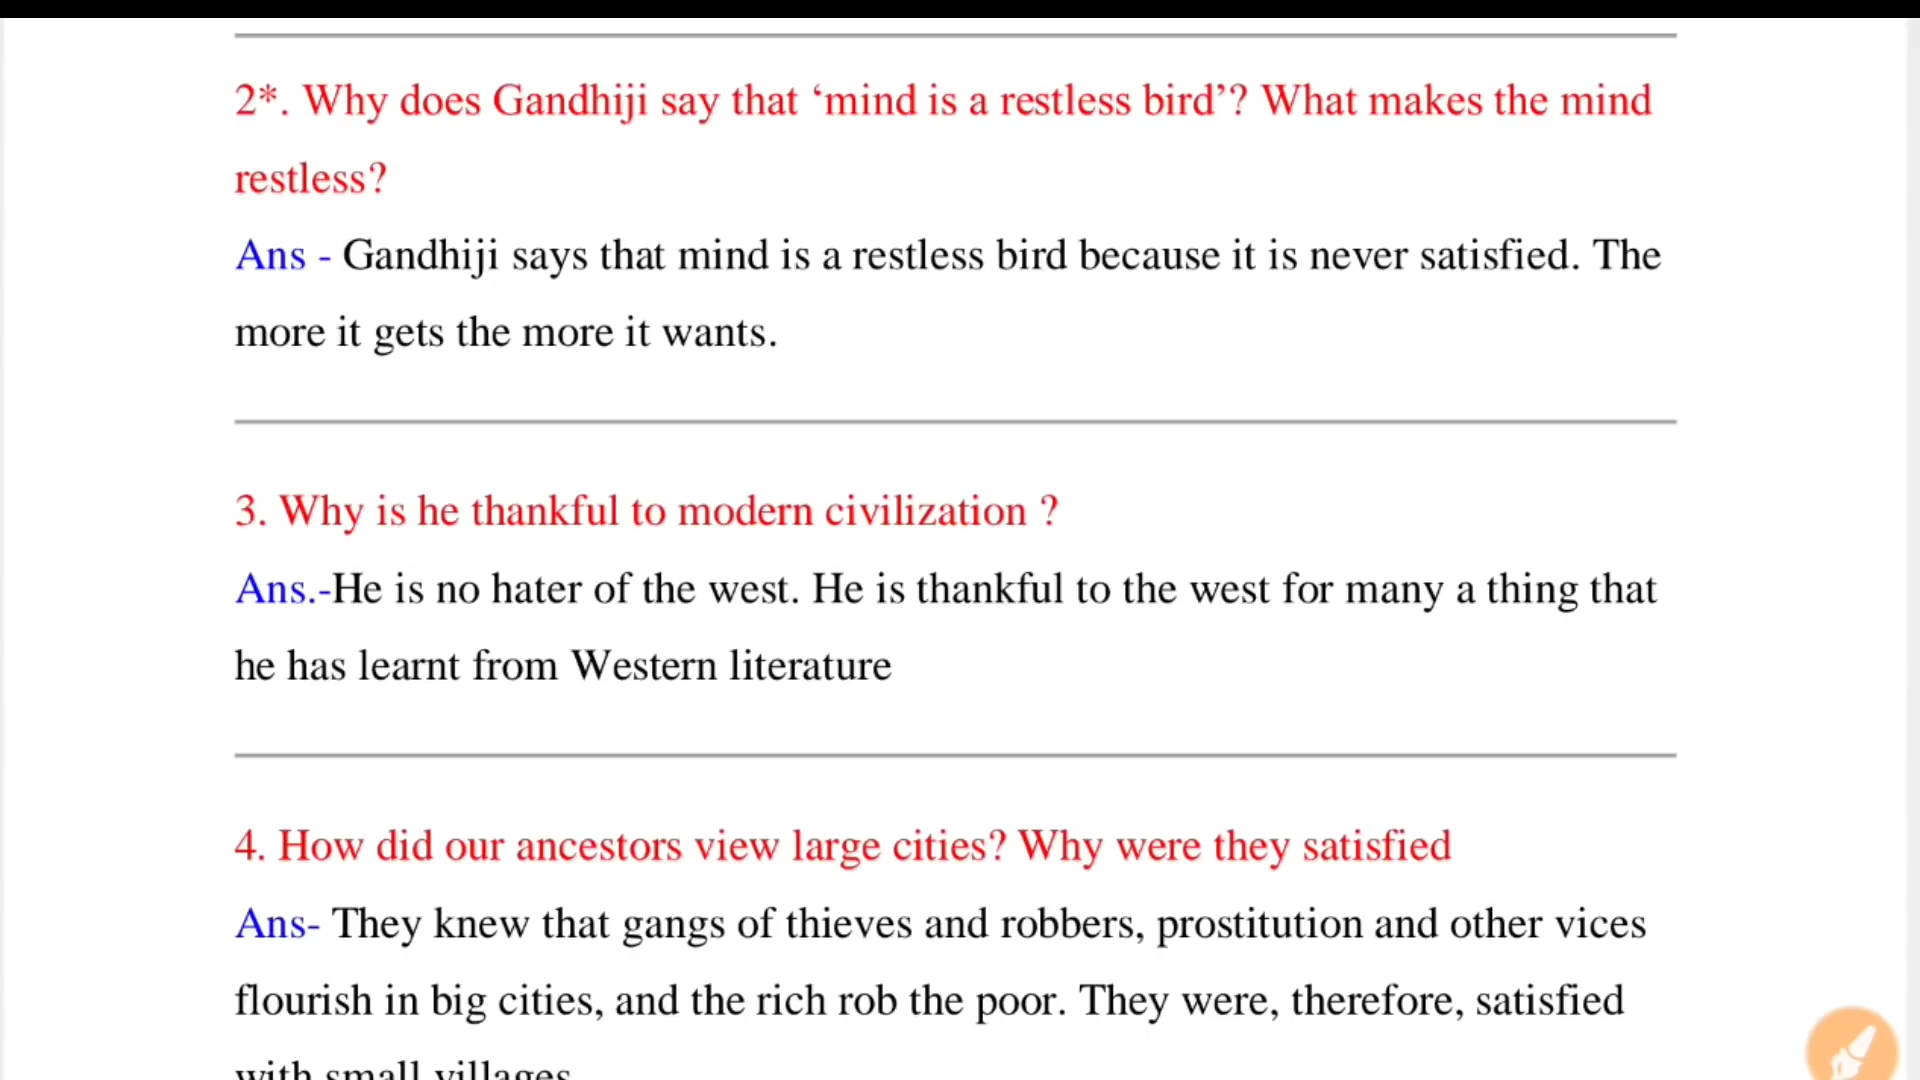 2*. Why does Gandhiji say that ‘mind is a restless bird’? What makes the mind
restless?
Ans - Gandhiji says that mind is a restless bird because it is never satisfied. The
more it gets the more it wants.
3. Why is he thankful to modern civilization ?
Ans.-He is no hater of the west. He is thankful to the west for many a thing that
he has learnt from Western literature
4. How did our ancestors view large cities? Why were they satisfied
Ans- They knew that gangs of thieves and robbers, prostitution and other vices
flourish in big cities, and the rich rob the poor. They were, therefore, satisfied
with small villages